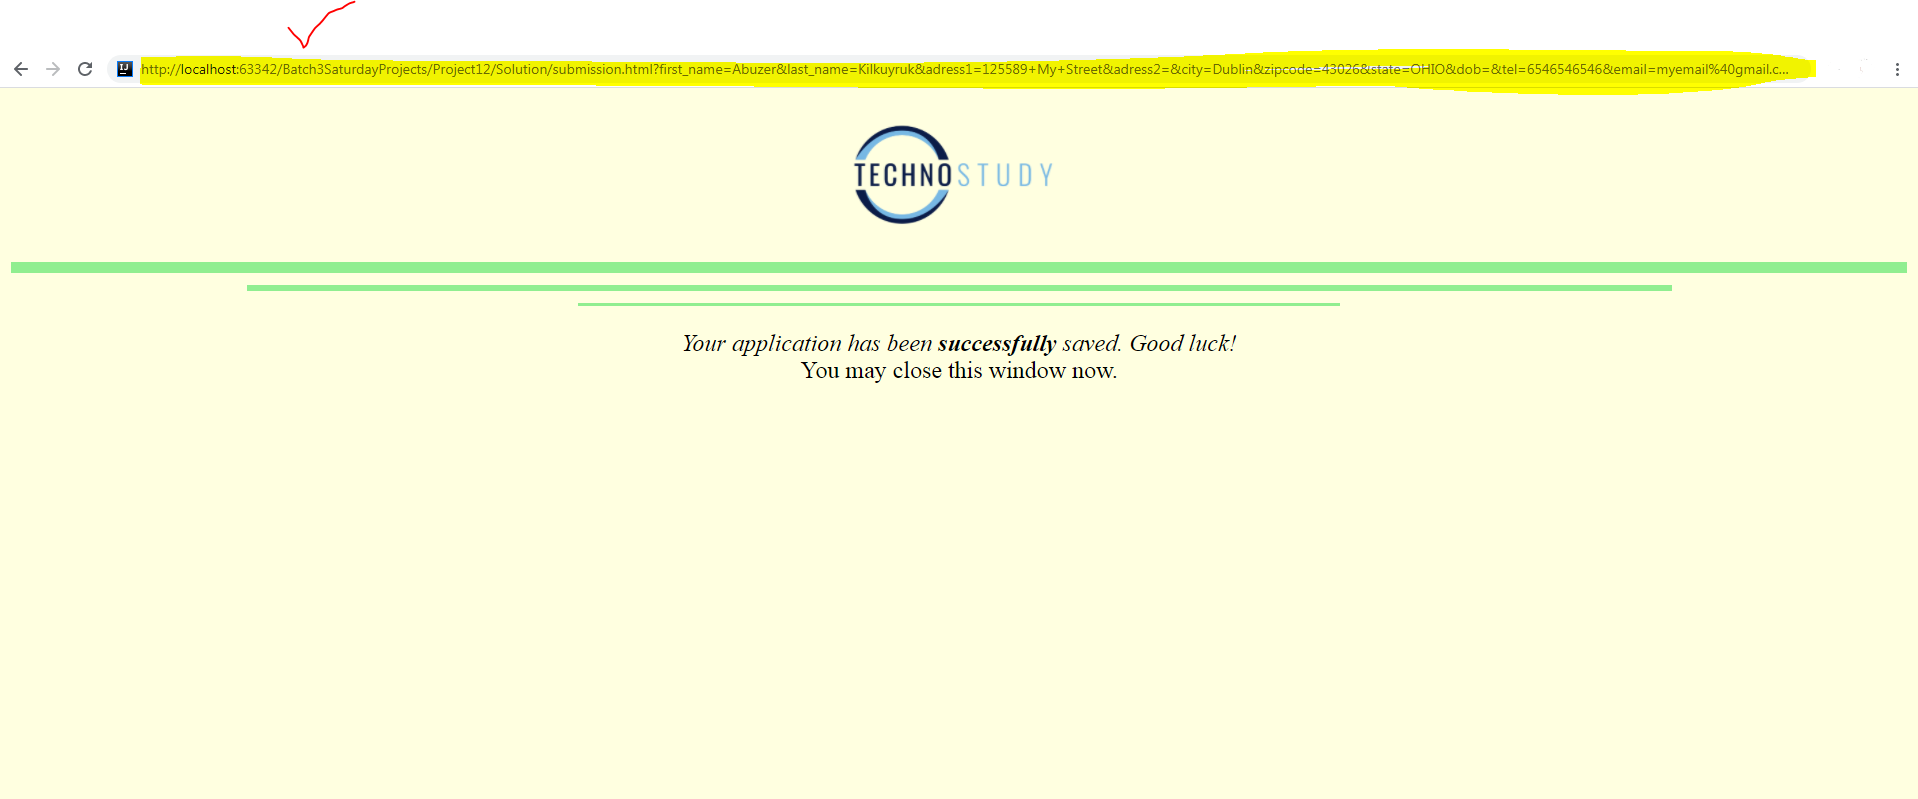 http://localhost:63342/Batch3SaturdayProjects/Project12/Solution/submission.html?first_name=Abuzer&last_name=Kilkuyruk&adress1=125589+My+Street&adress2=&city=Dublin&zipcode=43026&state=OHIO&dob=&tel=6546546546&email=myemail%40gmail.c...
TECHNOSTUDY
Your application has been successfully saved. Good luck!
You may close this window now.